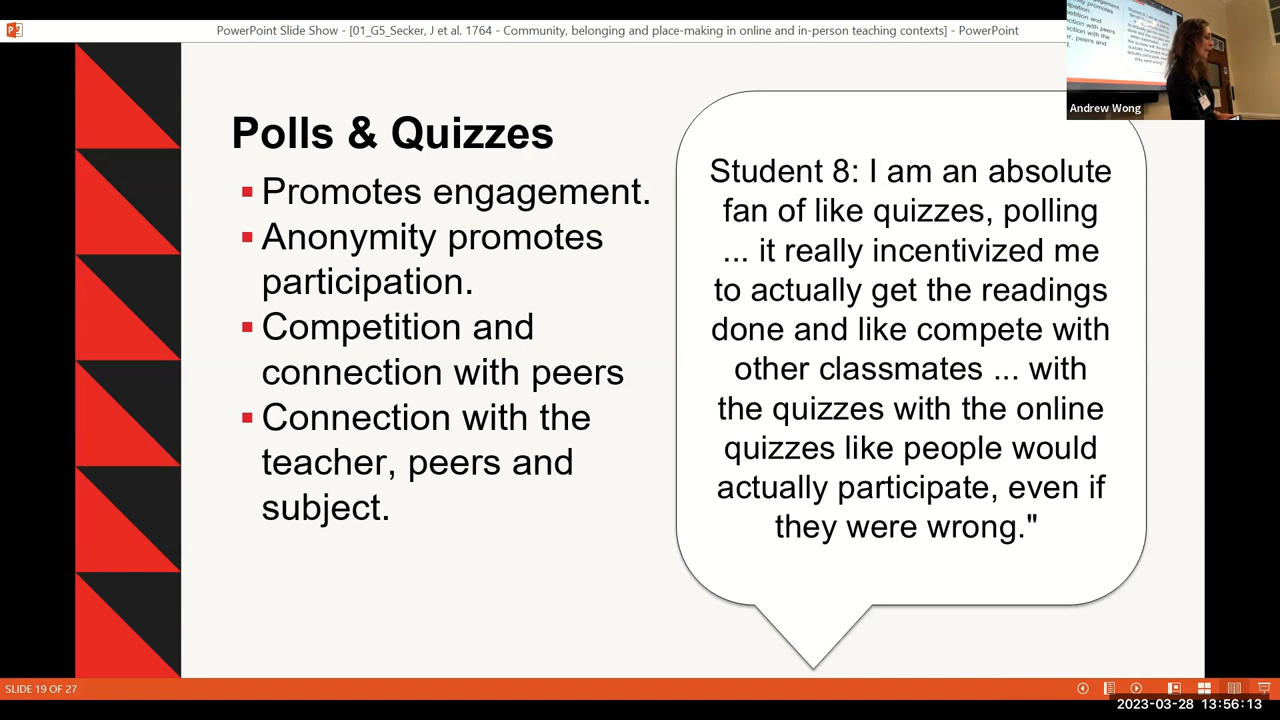 PowerPoint Slide Show - [01_G5_Seckel_J et al. 1764 - Community, belonging and place-making in online and in-person teaching contexts] - PowerPoint
Andrew Wong
Polls & Quizzes
▪ Promotes engagement.
▪ Anonymity promotes
participation.
▪ Competition and
connection with peers
▪ Connection with the
teacher, peers and
subject.
Student 8: I am an absolute
fan of like quizzes, polling
... it really incentivized me
to actually get the readings
done and like compete with
other classmates ... with
the quizzes with the online
quizzes like people would
actually participate, even if
they were wrong."
SLIDE 19 OF 27
2023-03-28 13:56:13